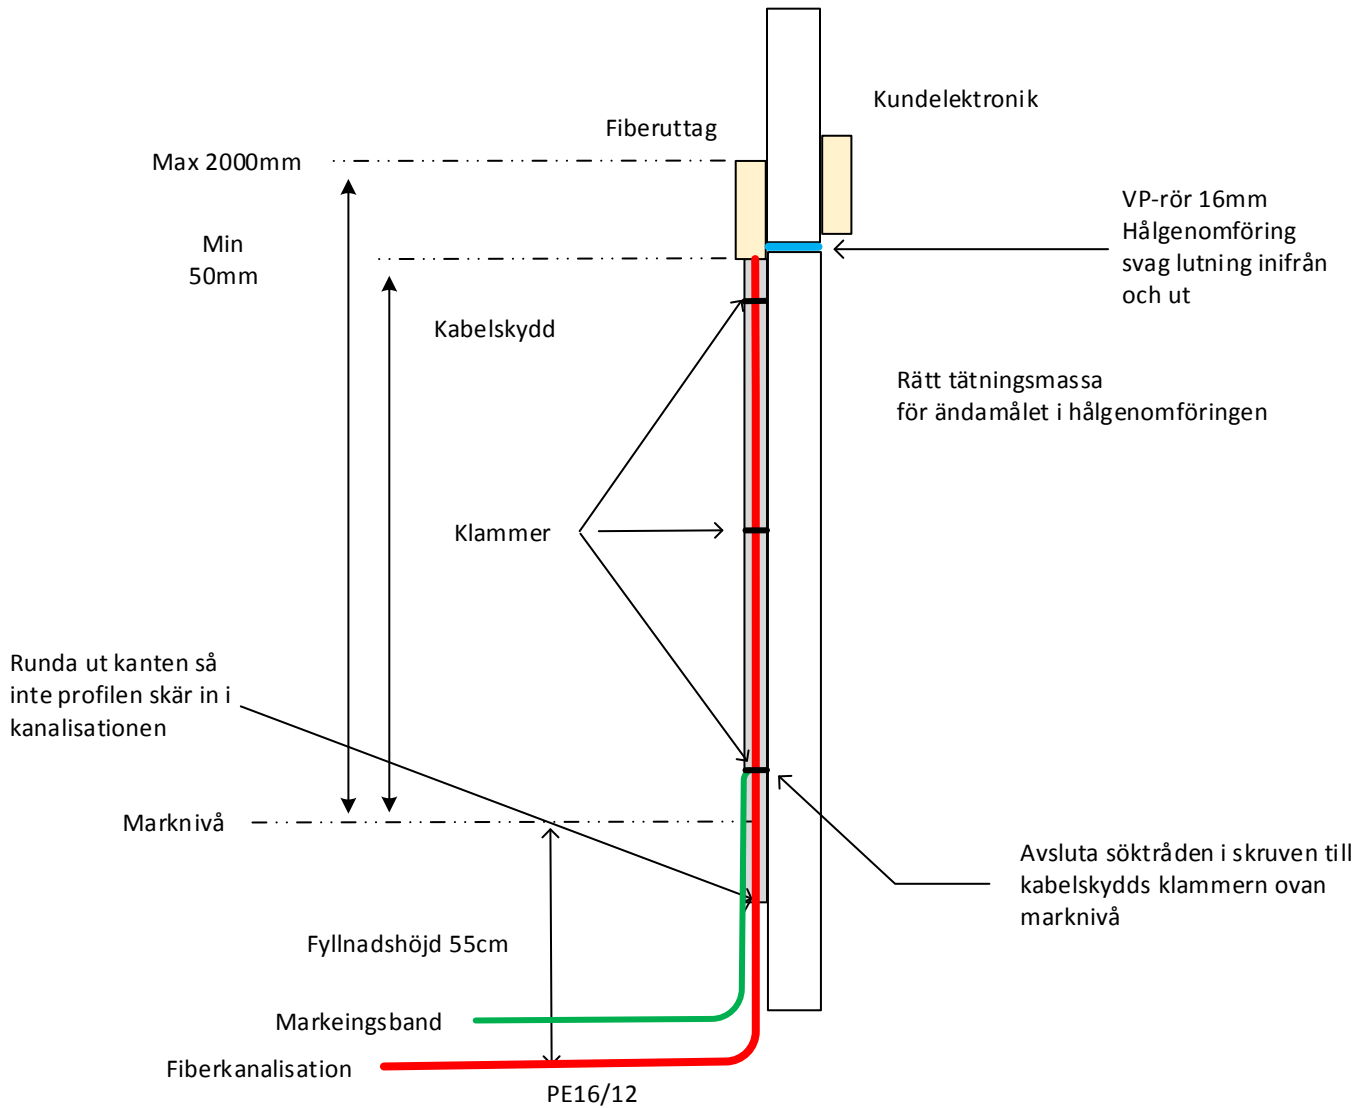 Kundelektronik
Fiberuttag
Max 2000mm
VP-rör 16mm
Hålgenomföring
svag lutning inifrån
och ut
Min
50mm
Kabelskydd
Rätt tätningsmassa
för ändamålet i hålgenomföringen
Klammer
Runda ut kanten så
inte profilen skär in i
kanalisationen
Marknivå
Avsluta söktråden i skruven till
kabelskydds klammern ovan
marknivå
Fyllnadshöjd 55cm
Markeingsband
Fiberkanalisation
PE16/12